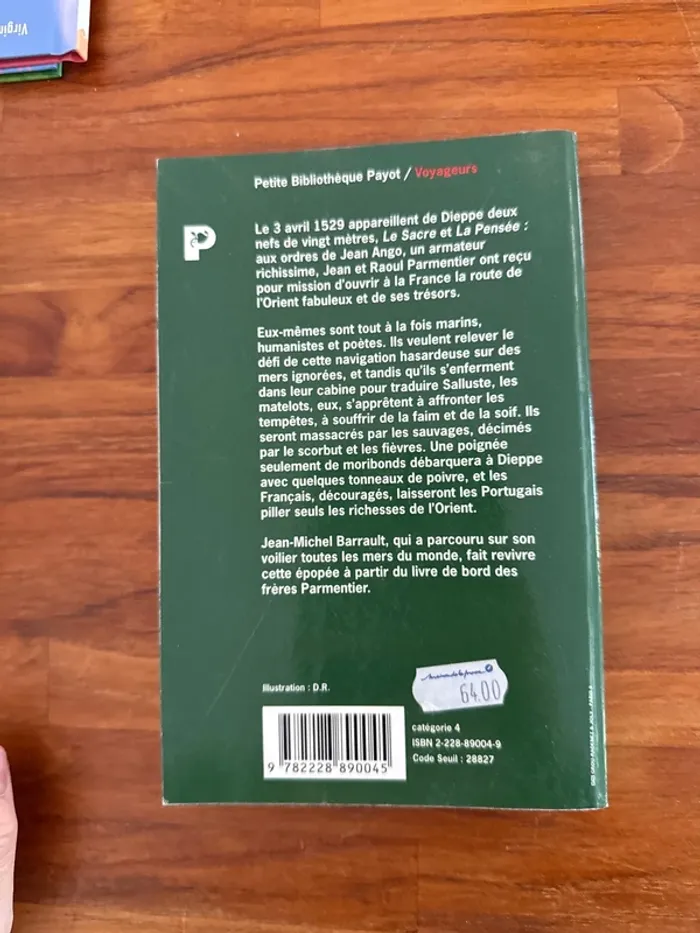 Virgin
Petite Bibliothèque Payot / Voyageurs
P
Le 3 avril 1529 appareillent de Dieppe deux
nefs de vingt mètres, Le Sacre et La Pensée :
aux ordres de Jean Ango, un armateur
richissime, Jean et Raoul Parmentier ont reçu
pour mission d'ouvrir à la France la route de
l'Orient fabuleux et de ses trésors.
Eux-mêmes sont tout à la fois marins,
humanistes et poètes. Ils veulent relever le
défi de cette navigation hasardeuse sur des
mers ignorées, et tandis qu'ils s'enferment
dans leur cabine pour traduire Salluste, les
matelots, eux, s'apprêtent à affronter les
tempêtes, à souffrir de la faim et de la soif. Ils
seront massacrés par les sauvages, décimés
par le scorbut et les fièvres. Une poignée
seulement de moribonds débarquera à Dieppe
avec quelques tonneaux de poivre, et les
Français, découragés, laisseront les Portugais
piller seuls les richesses de l'Orient.
Jean-Michel Barrault, qui a parcouru sur son
voilier toutes les mers du monde, fait revivre
cette épopée à partir du livre de bord des
frères Parmentier.
Illustration : D.R.
64.00
9 782228 890045
catégorie 4
ISBN 2-228-89004-9
Code Seuil : 28827